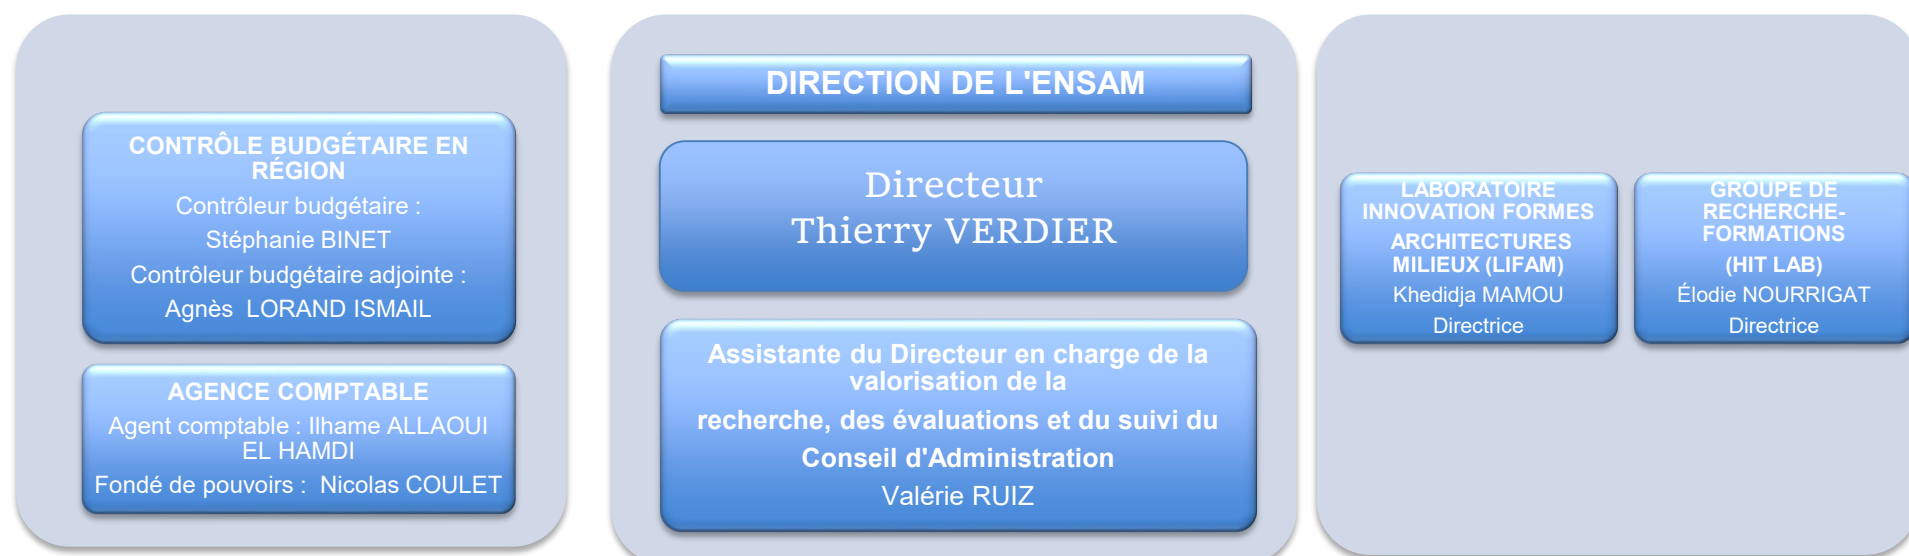 CONTRÔLE BUDGÉTAIRE EN
RÉGION
Contrôleur budgétaire :
Stéphanie BINET
Contrôleur budgétaire adjointe :
Agnès LORAND ISMAIL
AGENCE COMPTABLE
Agent comptable : Ilhame ALLAOUI
EL HAMDI
Fondé de pouvoirs : Nicolas COULET
DIRECTION DE L'ENSAM
Directeur
Thierry VERDIER
Assistante du Directeur en charge de la
valorisation de la
recherche, des évaluations et du suivi du
Conseil d'Administration
Valérie RUIZ
LABORATOIRE
INNOVATION FORMES
ARCHITECTURES
MILIEUX (LIFAM)
Khedidja MAMOU
Directrice
GROUPE DE
RECHERCHE-
FORMATIONS
(HIT LAB)
Élodie NOURRIGAT
Directrice